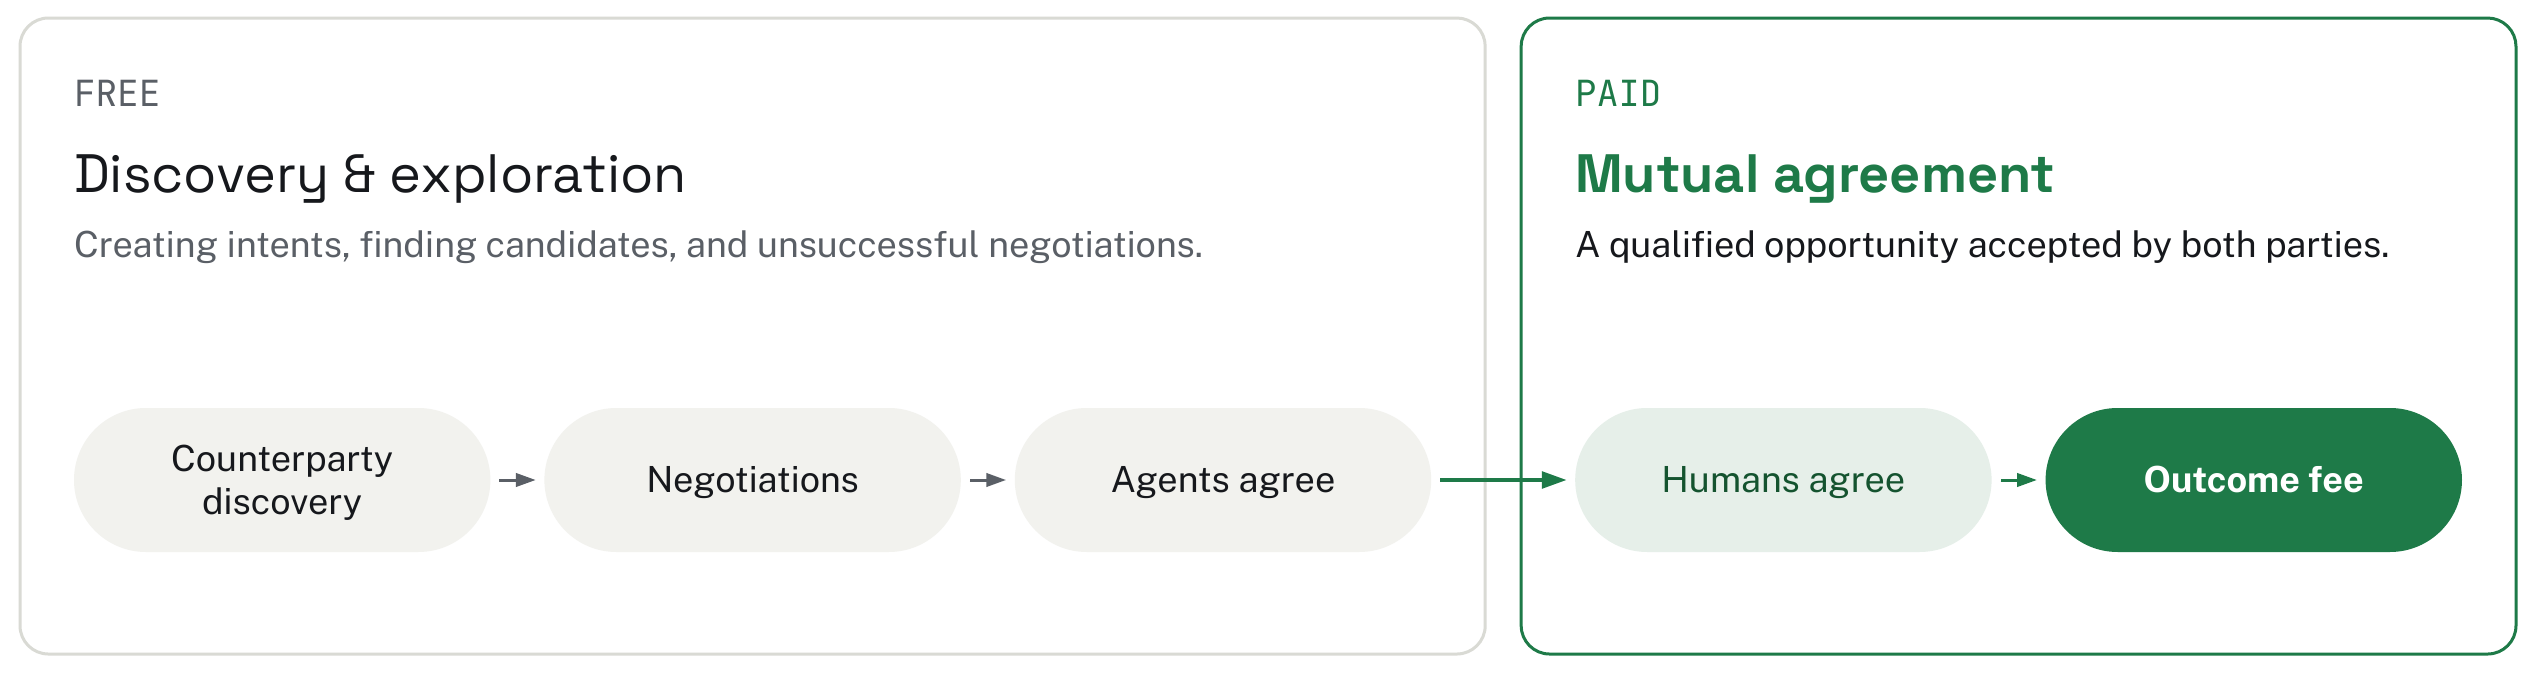 FREE
Discovery & exploration
Creating intents, finding candidates, and unsuccessful negotiations.
Counterparty
discovery
Negotiations
Agents agree
PAID
Mutual agreement
A qualified opportunity accepted by both parties.
Humans agree
Outcome fee